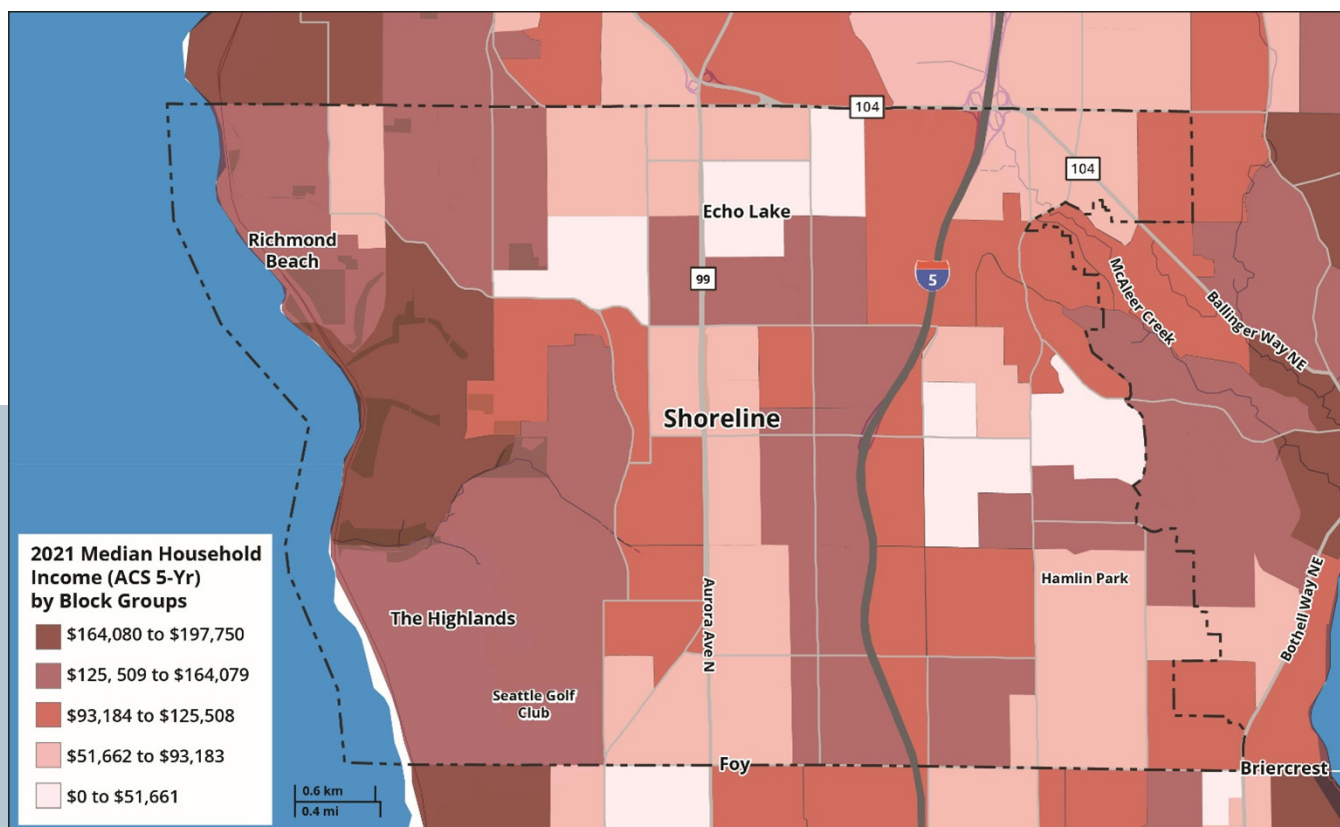 104
104
Echo Lake
Richmond
Beach
99
5
McAleer Creek
Ballinger Way NE
Shoreline
2021 Median Household
Income (ACS 5-Yr)
by Block Groups
$164,080 to $197,750
$125, 509 to $164,079
$93,184 to $125,508
$51,662 to $93,183
$0 to $51,661
The Highlands
Aurora Ave N
Hamlin Park
Bothell Way NE
Seattle Golf
Club
Foy
Briercrest
0.6 km
0.4 mi